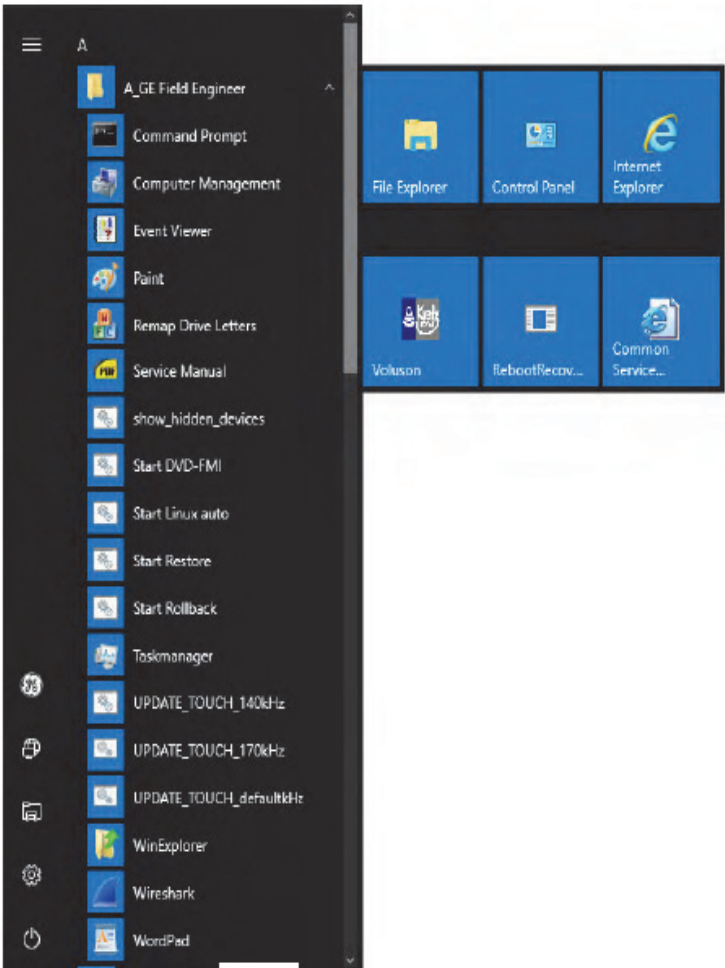 A
A_GE Field Engineer
Command Prompt
Computer Management
Event Viewer
Paint
Remap Drive Letters
Service Manual
show_hidden_devices
Start DVD-FMI
Start Linux auto
Start Restore
Start Rollback
Taskmanager
UPDATE_TOUCH_140kHz
UPDATE_TOUCH_170kHz
UPDATE_TOUCH_defaultkHz
WinExplorer
Wireshark
WordPad
File Explorer
Control Panel
Internet
Explorer
Voluson
RebootRecov...
Common
Service...